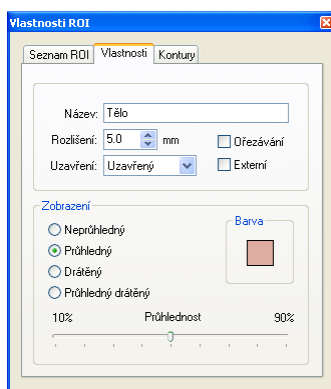 Vlastnosti ROI
Seznam ROI Vlastnosti Kontury
Název: Tělo
Rozlišení: 5.0 mm Ořezávání
Uzavření: Uzavřený Externí
Zobrazení
Barva
Neprůhledný
Průhledný
Drátěný
Průhledný drátěný
10% Průhlednost 90%